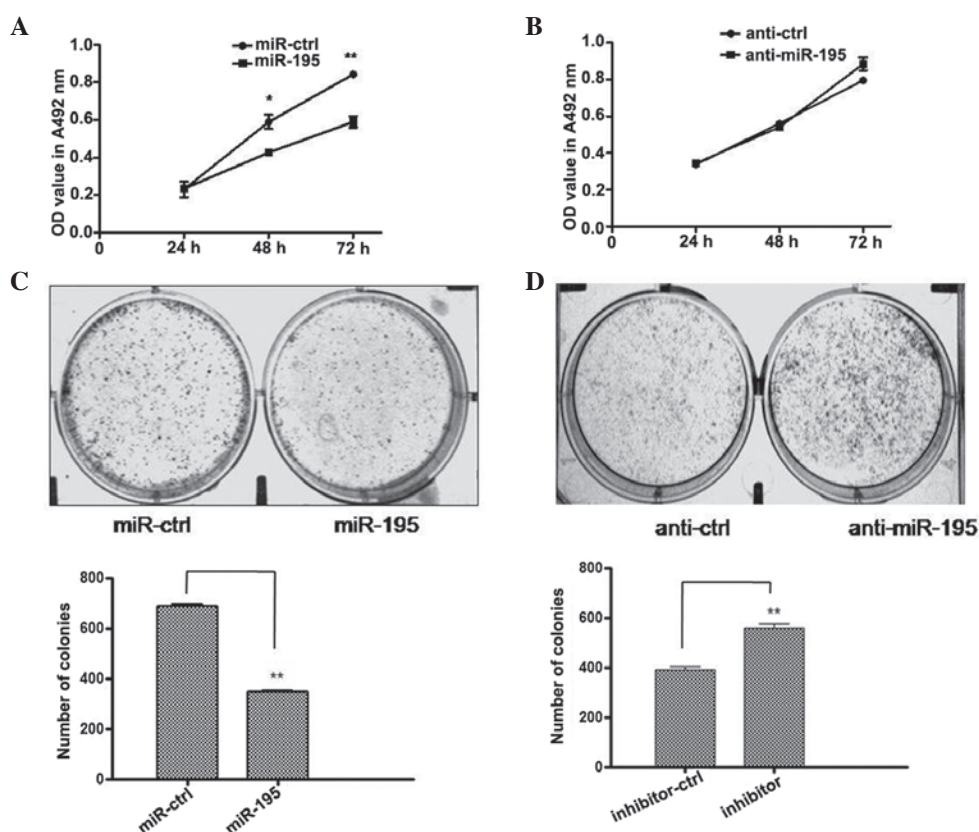 A
miR-ctrl
miR-195
OD value in A492 nm
1.0
0.8
0.6
0.4
0.2
0.0
*
**
0
24 h
48 h
72 h
B
anti-ctrl
anti-miR-195
OD value in A492 nm
1.0
0.8
0.6
0.4
0.2
0.0
0
24 h
48 h
72 h
C
miR-ctrl
miR-195
Number of colonies
800
600
400
200
0
**
miR-ctrl
miR-195
D
anti-ctrl
anti-miR-195
Number of colonies
800
600
400
200
0
**
inhibitor-ctrl
inhibitor